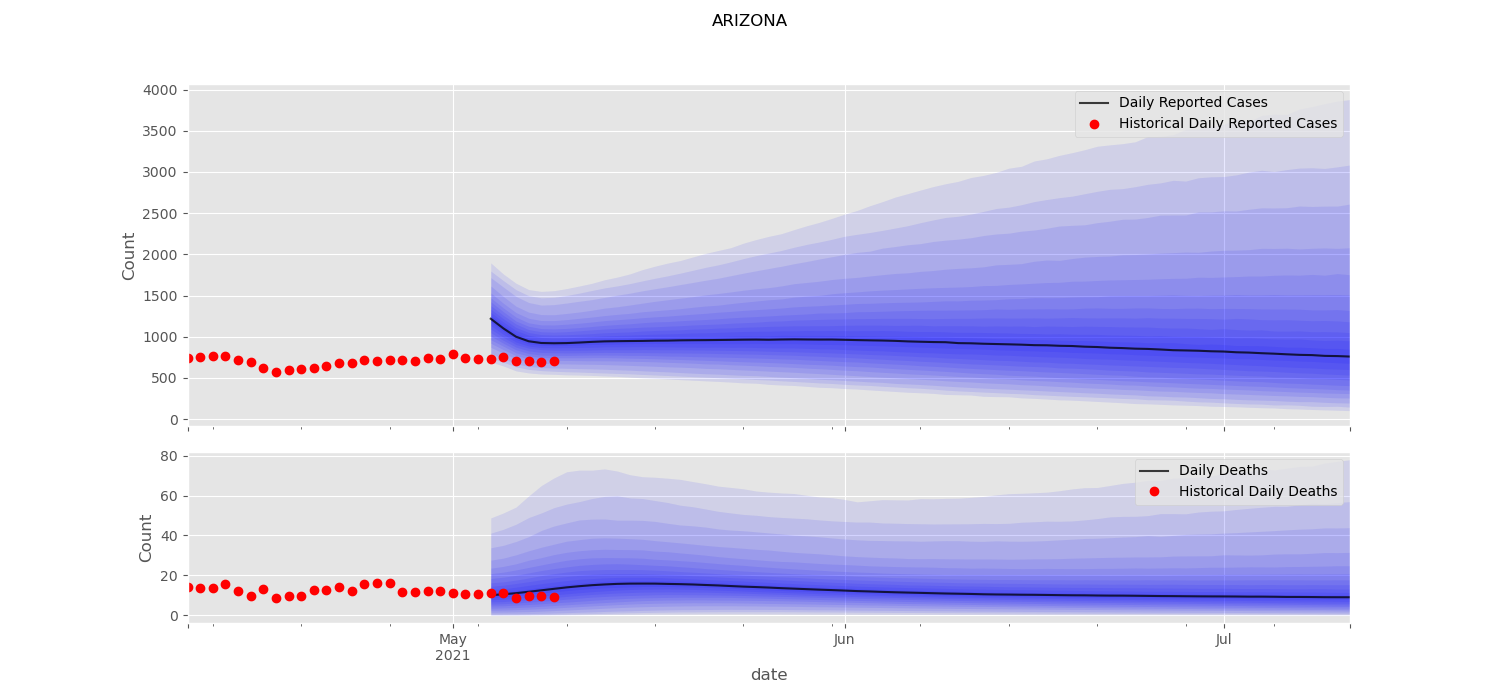 ARIZONA
4000
3500
3000
2500
2000
1500
1000
500
0
Count
Daily Reported Cases
Historical Daily Reported Cases
80
60
40
20
0
Count
Daily Deaths
Historical Daily Deaths
May
2021
Jun
Jul
date